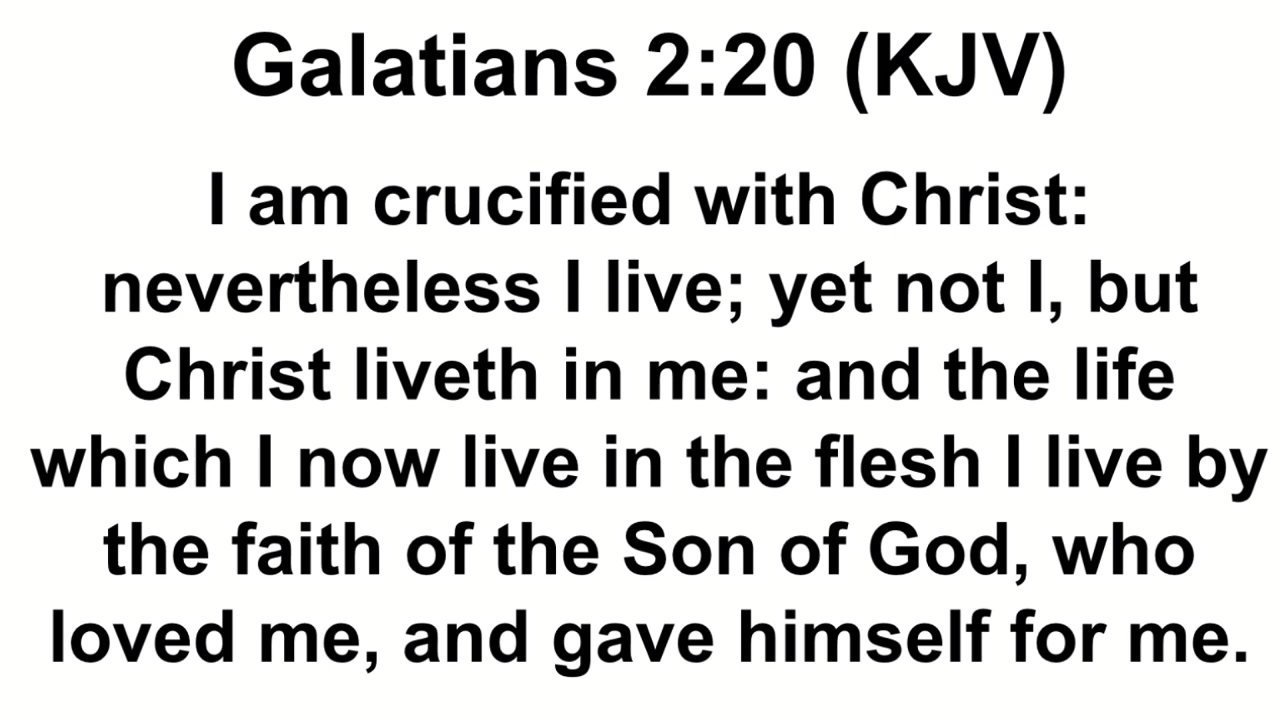 Galatians 2:20 (KJV)
I am crucified with Christ:
nevertheless I live; yet not I, but
Christ liveth in me: and the life
which I now live in the flesh I live by
the faith of the Son of God, who
loved me, and gave himself for me.